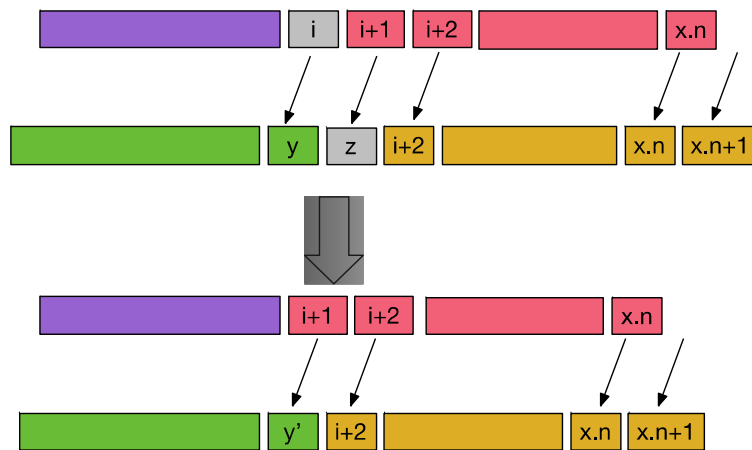 i i+1 i+2 x.n
y z i+2 x.n x.n+1
i+1 i+2 x.n
y' i+2 x.n x.n+1